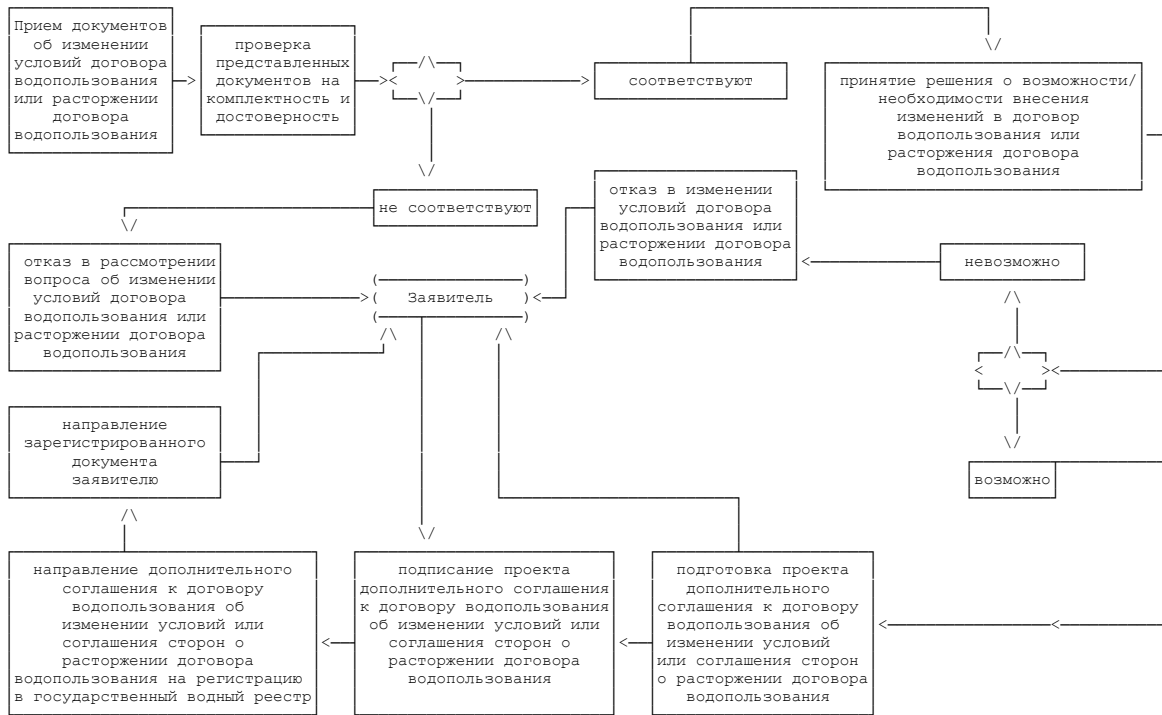 Прием документов
об изменении
условий договора
водопользования
или расторжении
договора
водопользования
проверка
представленных
документов на
комплектность и
достоверность
соответствуют
принятие решения о возможности/
необходимости внесения
изменений в договор
водопользования или
расторжения договора
водопользования
не соответствуют
отказ в изменении
условий договора
водопользования или
расторжении договора
водопользования
невозможно
отказ в рассмотрении
вопроса об изменении
условий договора
водопользования или
расторжении договора
водопользования
Заявитель
направление
зарегистрированного
документа
заявителю
возможно
направление дополнительного
соглашения к договору
водопользования об
изменении условий или
соглашения сторон о
расторжении договора
водопользования на регистрацию
в государственный водный реестр
подписание проекта
дополнительного соглашения
к договору водопользования
об изменении условий или
соглашения сторон о
расторжении договора
водопользования
подготовка проекта
дополнительного
соглашения к договору
водопользования об
изменении условий
или соглашения сторон
о расторжении договора
водопользования